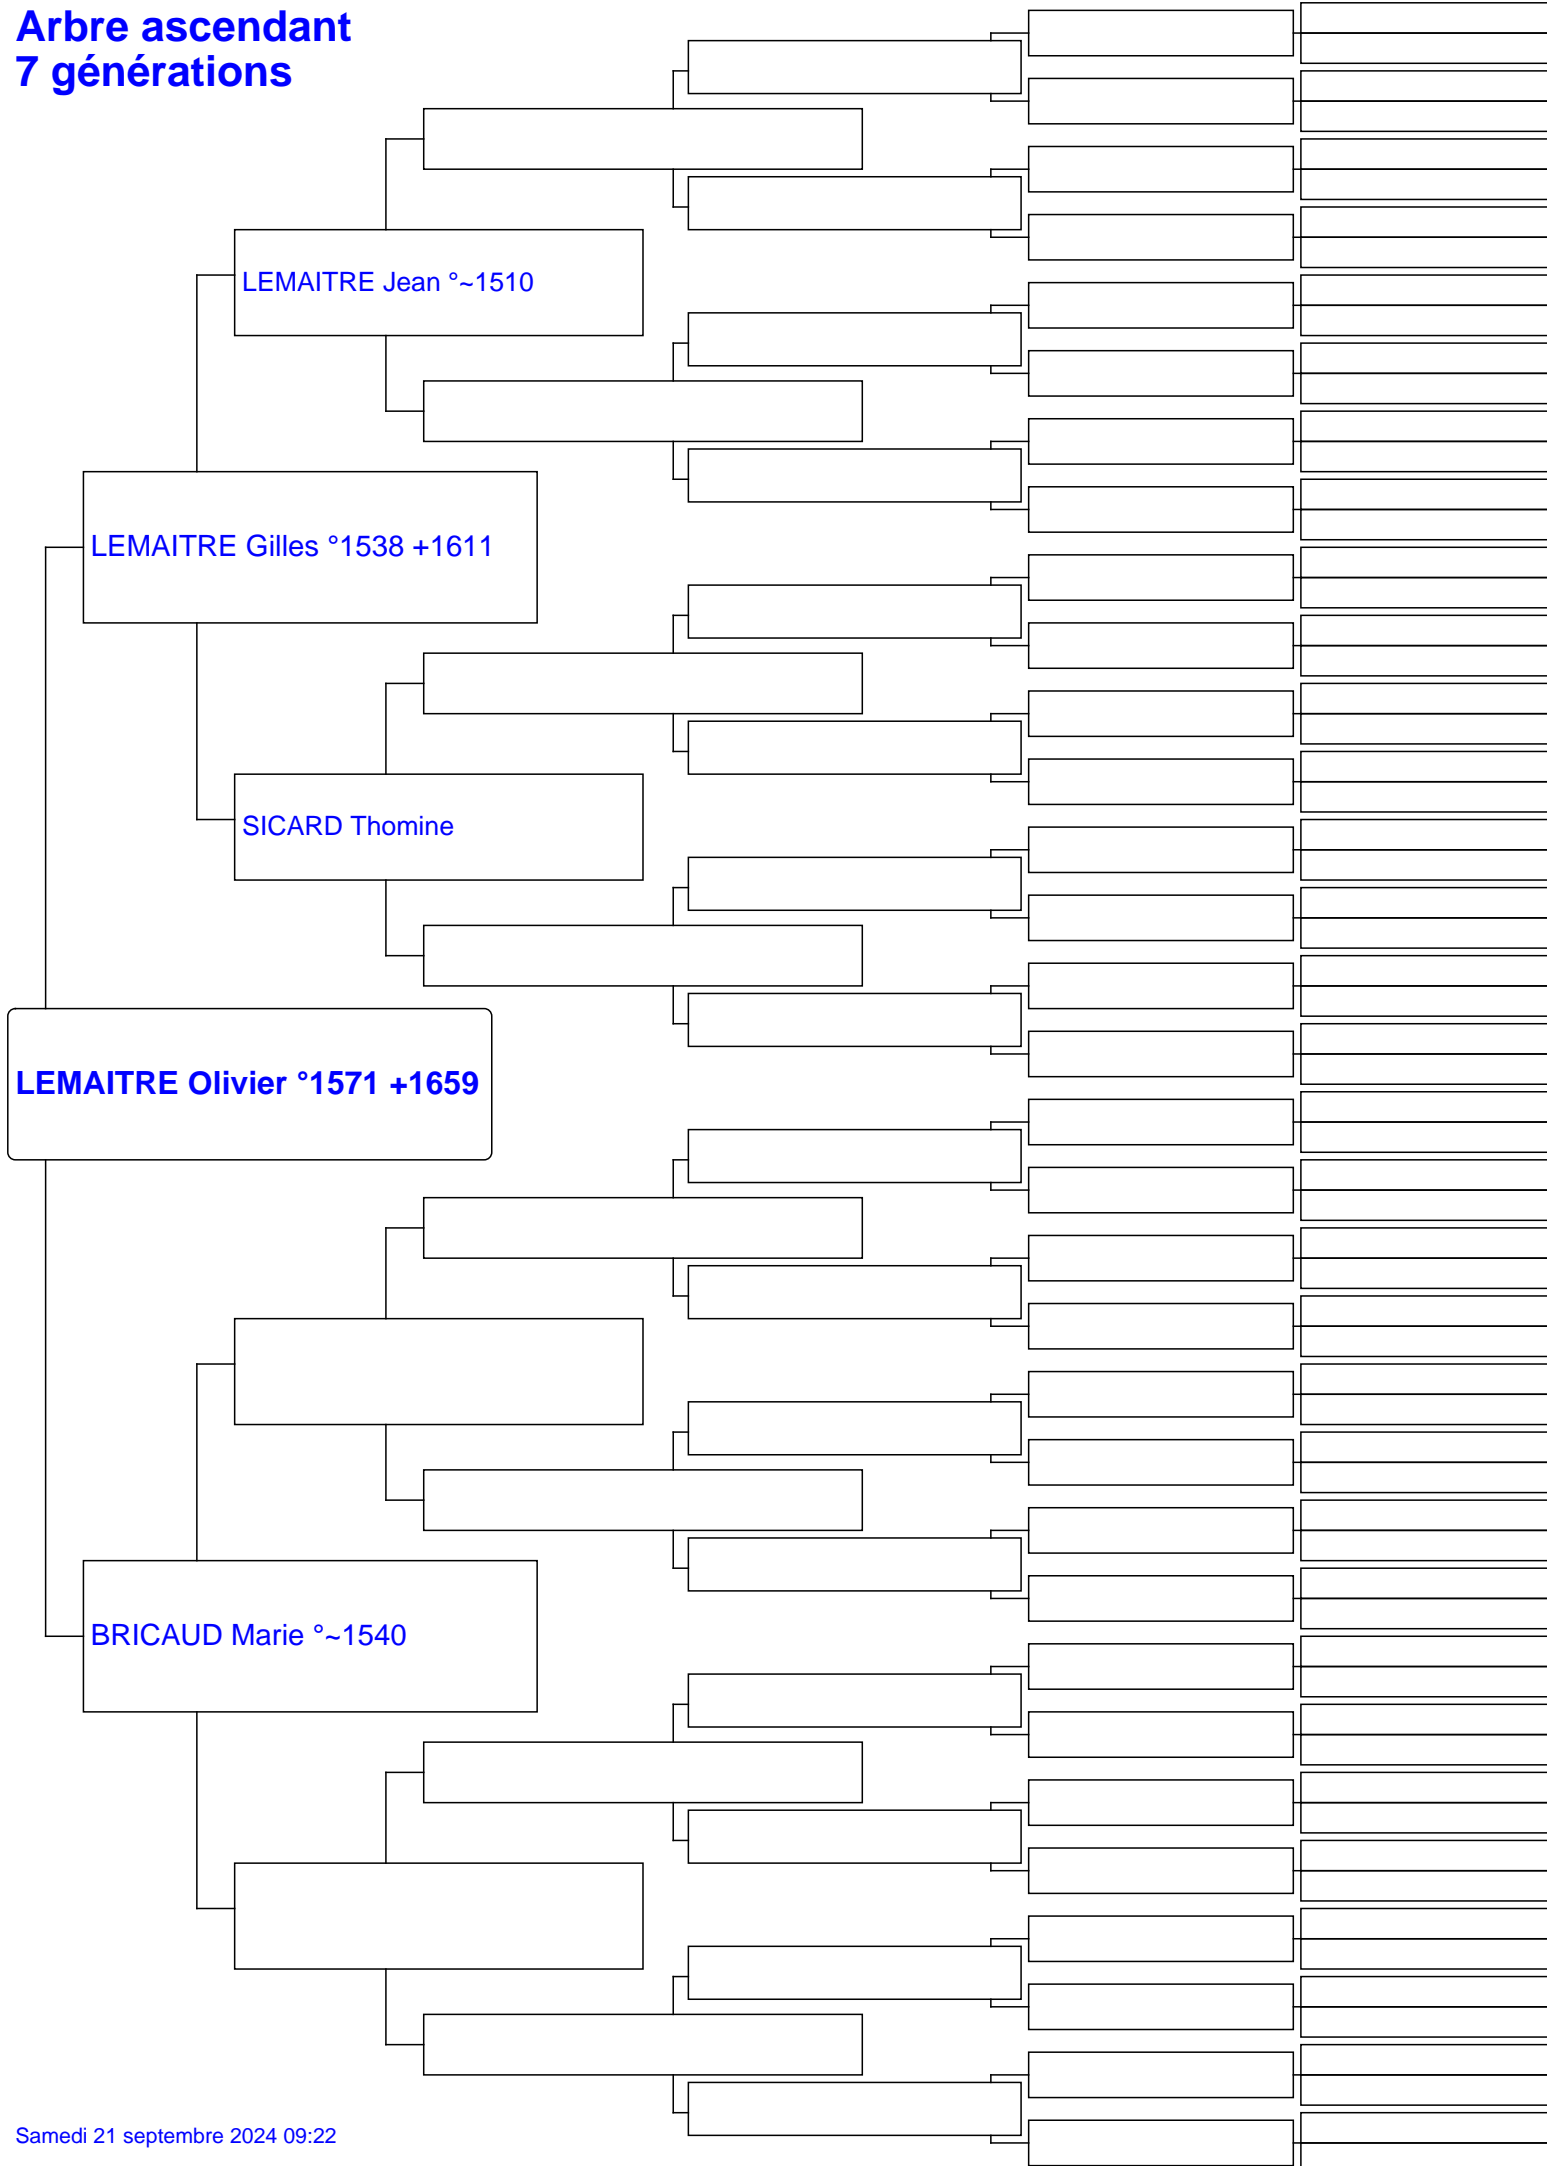 Arbre ascendant
7 générations
LEMAITRE Jean °~1510
LEMAITRE Gilles °1538 +1611
SICARD Thomine
LEMAITRE Olivier °1571 +1659
BRICAUD Marie °~1540
Samedi 21 septembre 2024 09:22